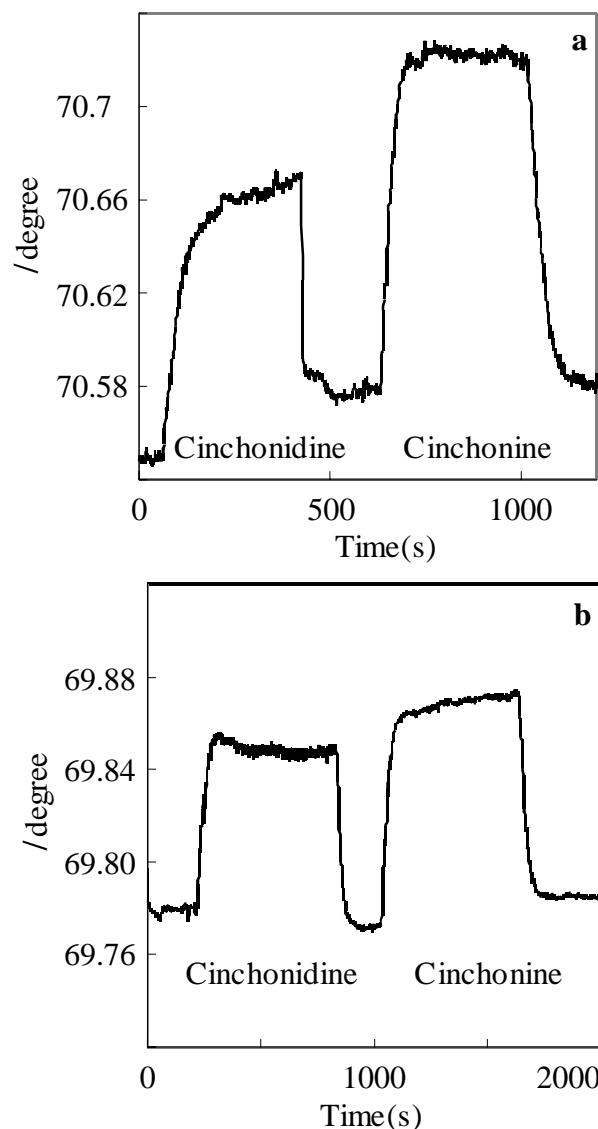 a
70.7
70.66
70.62
70.58
/degree
Cinchonidine Cinchonine
0 500 1000
Time(s)
b
69.88
69.84
69.80
69.76
/degree
Cinchonidine Cinchonine
0 1000 2000
Time(s)